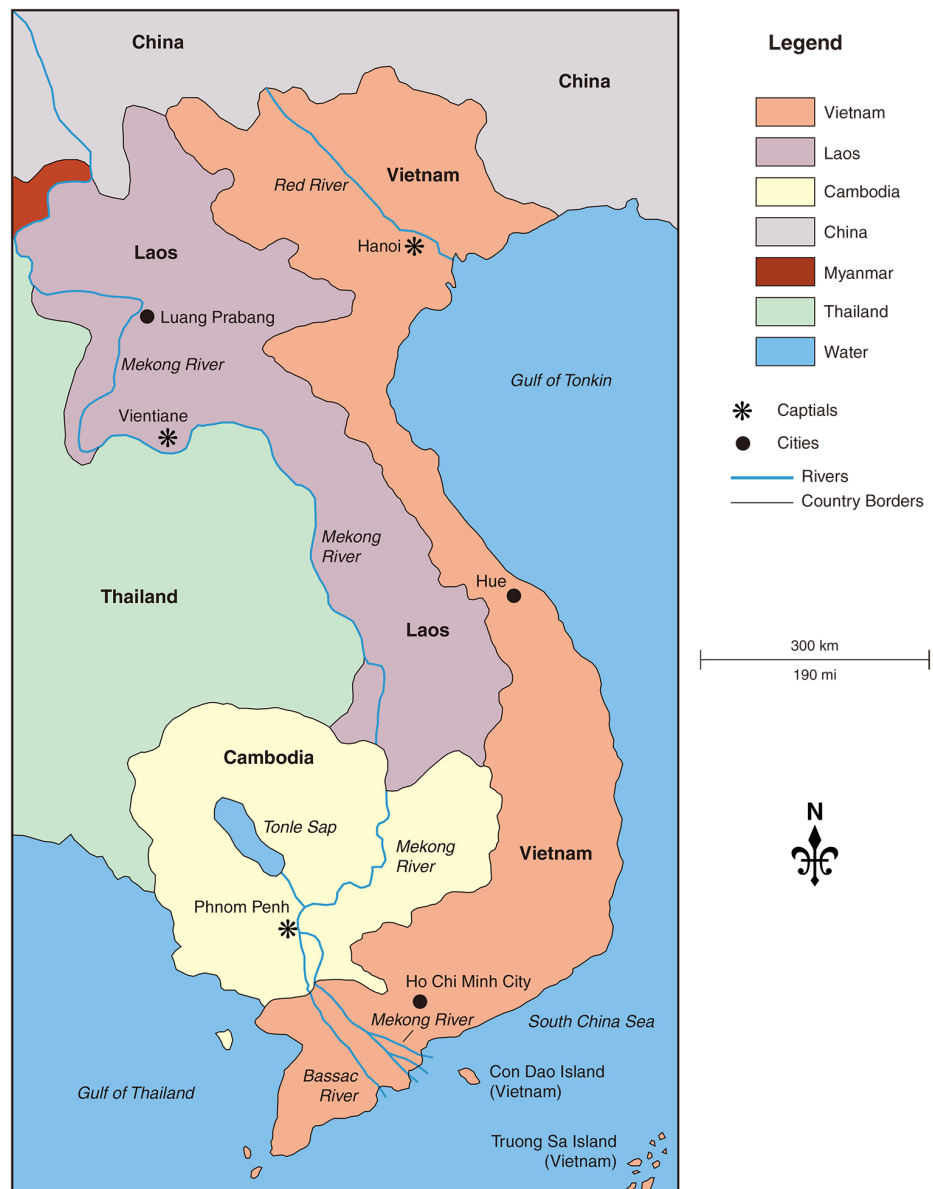 China
China
Legend
Vietnam
Laos
Cambodia
China
Myanmar
Thailand
Water
Captials
Cities
Rivers
Country Borders
300 km
190 mi
N
Red River
Vietnam
Hanoi
Laos
Luang Prabang
Mekong River
Gulf of Tonkin
Vientiane
Mekong
River
Hue
Thailand
Laos
Cambodia
Tonle Sap
Mekong
River
Vietnam
Phnom Penh
Ho Chi Minh City
Mekong River
South China Sea
Bassac
River
Gulf of Thailand
Con Dao Island
(Vietnam)
Truong Sa Island
(Vietnam)